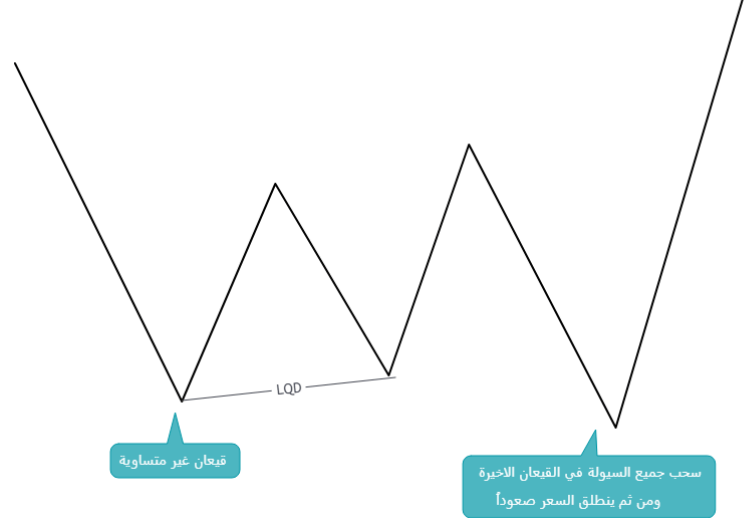 LQD
قيعان غير متساوية
سحب جميع السيولة في القيعان الاخيرة
ومن ثم ينطلق السعر صعوداً